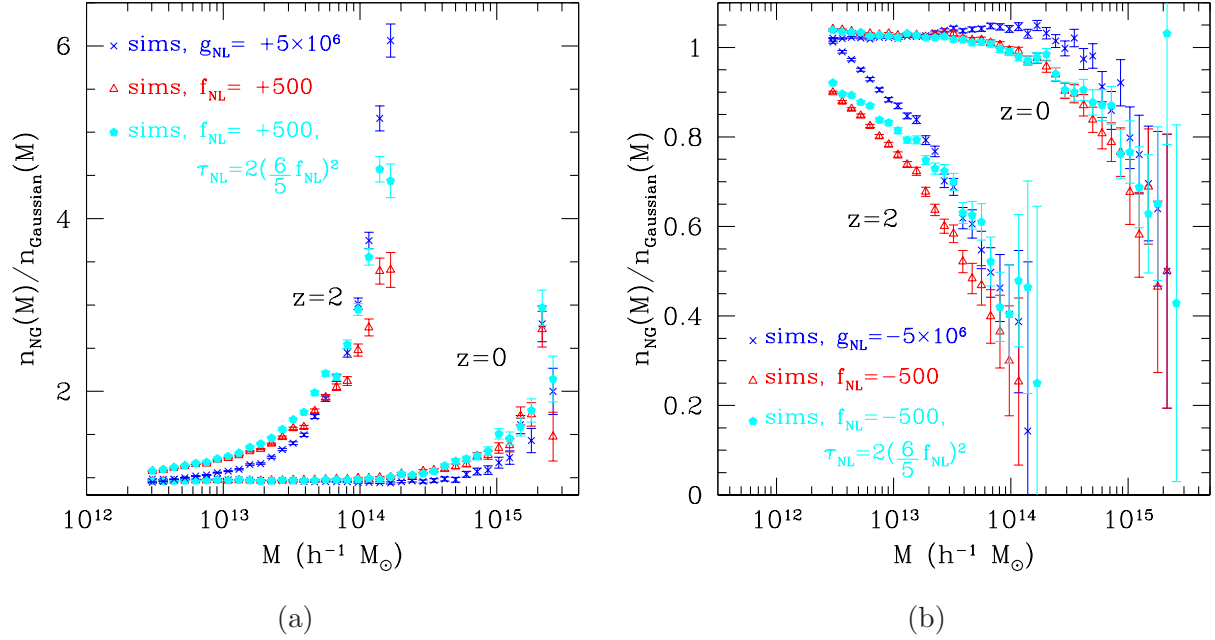 6
4
2
n_NG(M)/n_Gaussian(M)
× sims, g_NL= +5×10⁶
△ sims, f_NL= +500
sims, f_NL= +500,
τ_NL=2(6/5 f_NL)²
z=2
z=0
10¹² 10¹³ 10¹⁴ 10¹⁵
M (h⁻¹ M_⊙)
(a)
1
0.8
0.6
0.4
0.2
0
n_NG(M)/n_Gaussian(M)
z=0
z=2
× sims, g_NL=−5×10⁶
△ sims, f_NL=−500
sims, f_NL=−500,
τ_NL=2(6/5 f_NL)²
10¹² 10¹³ 10¹⁴ 10¹⁵
M (h⁻¹ M_⊙)
(b)